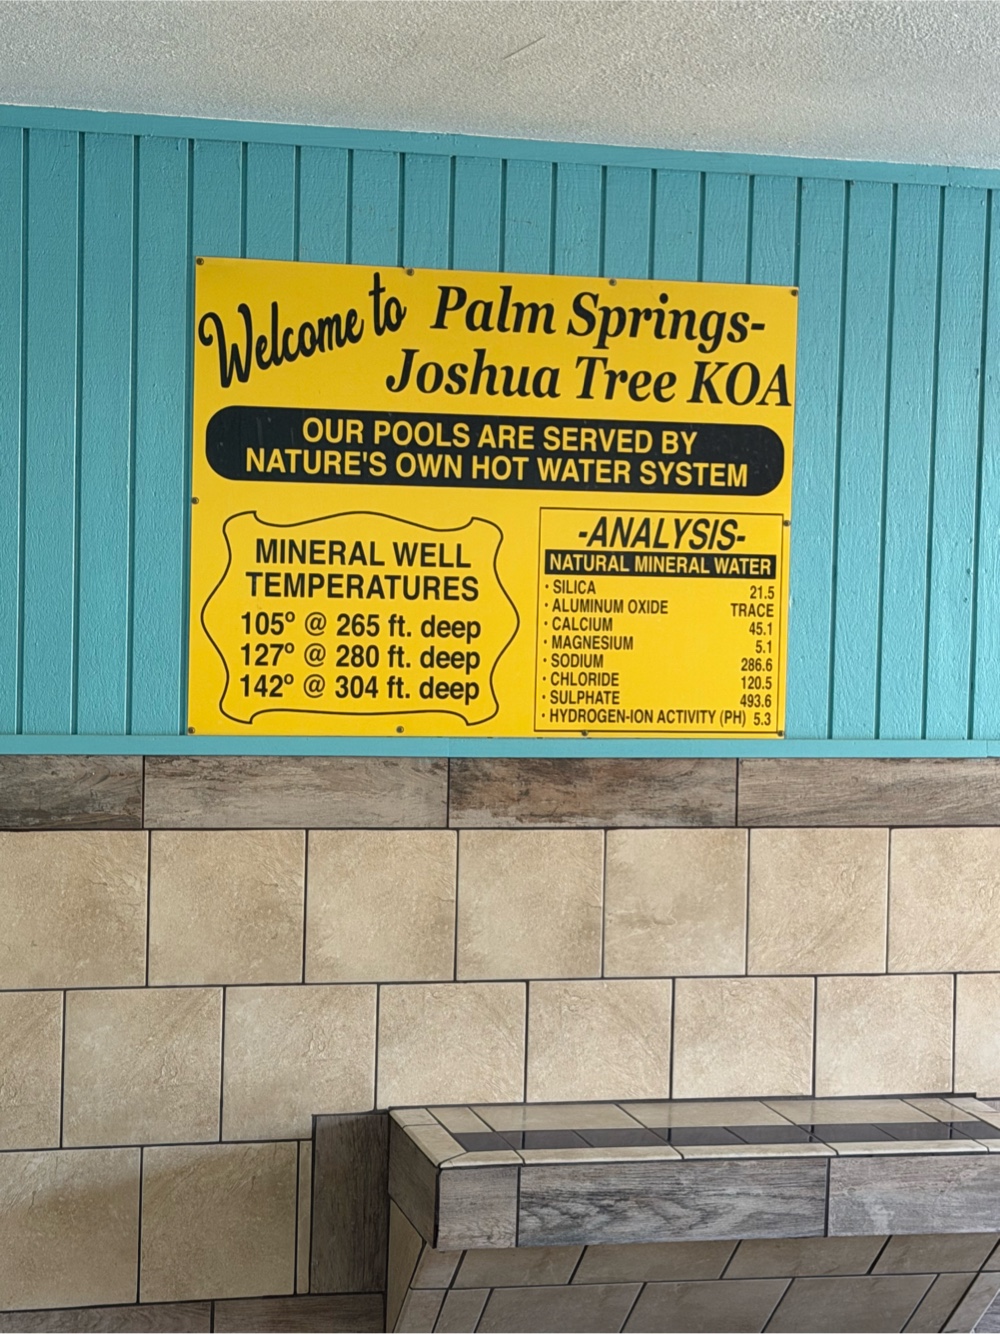 Welcome to Palm Springs-
Joshua Tree KOA
OUR POOLS ARE SERVED BY
NATURE'S OWN HOT WATER SYSTEM
MINERAL WELL
TEMPERATURES
105º @ 265 ft. deep
127º @ 280 ft. deep
142º @ 304 ft. deep
-ANALYSIS-
NATURAL MINERAL WATER
· SILICA 21.5
· ALUMINUM OXIDE TRACE
· CALCIUM 45.1
· MAGNESIUM 5.1
· SODIUM 286.6
· CHLORIDE 120.5
· SULPHATE 493.6
· HYDROGEN-ION ACTIVITY (PH) 5.3